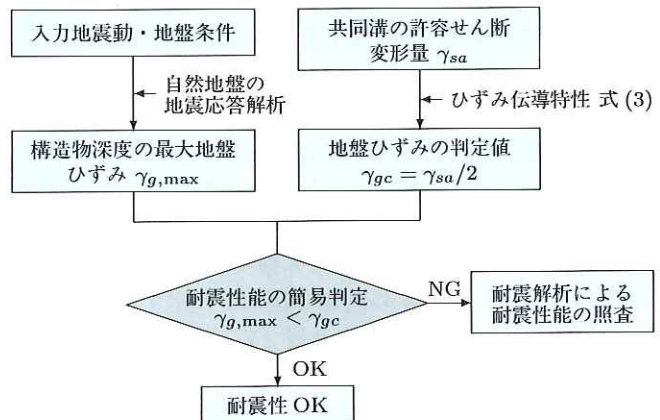 入力地震動・地盤条件
自然地盤の
地震応答解析
構造物深度の最大地盤
ひずみ γg,max
共同溝の許容せん断
変形量 γsa
ひずみ伝導特性 式 (3)
地盤ひずみの判定値
γgc = γsa/2
耐震性能の簡易判定
γg,max < γgc
NG
耐震解析による
耐震性能の照査
OK
耐震性 OK